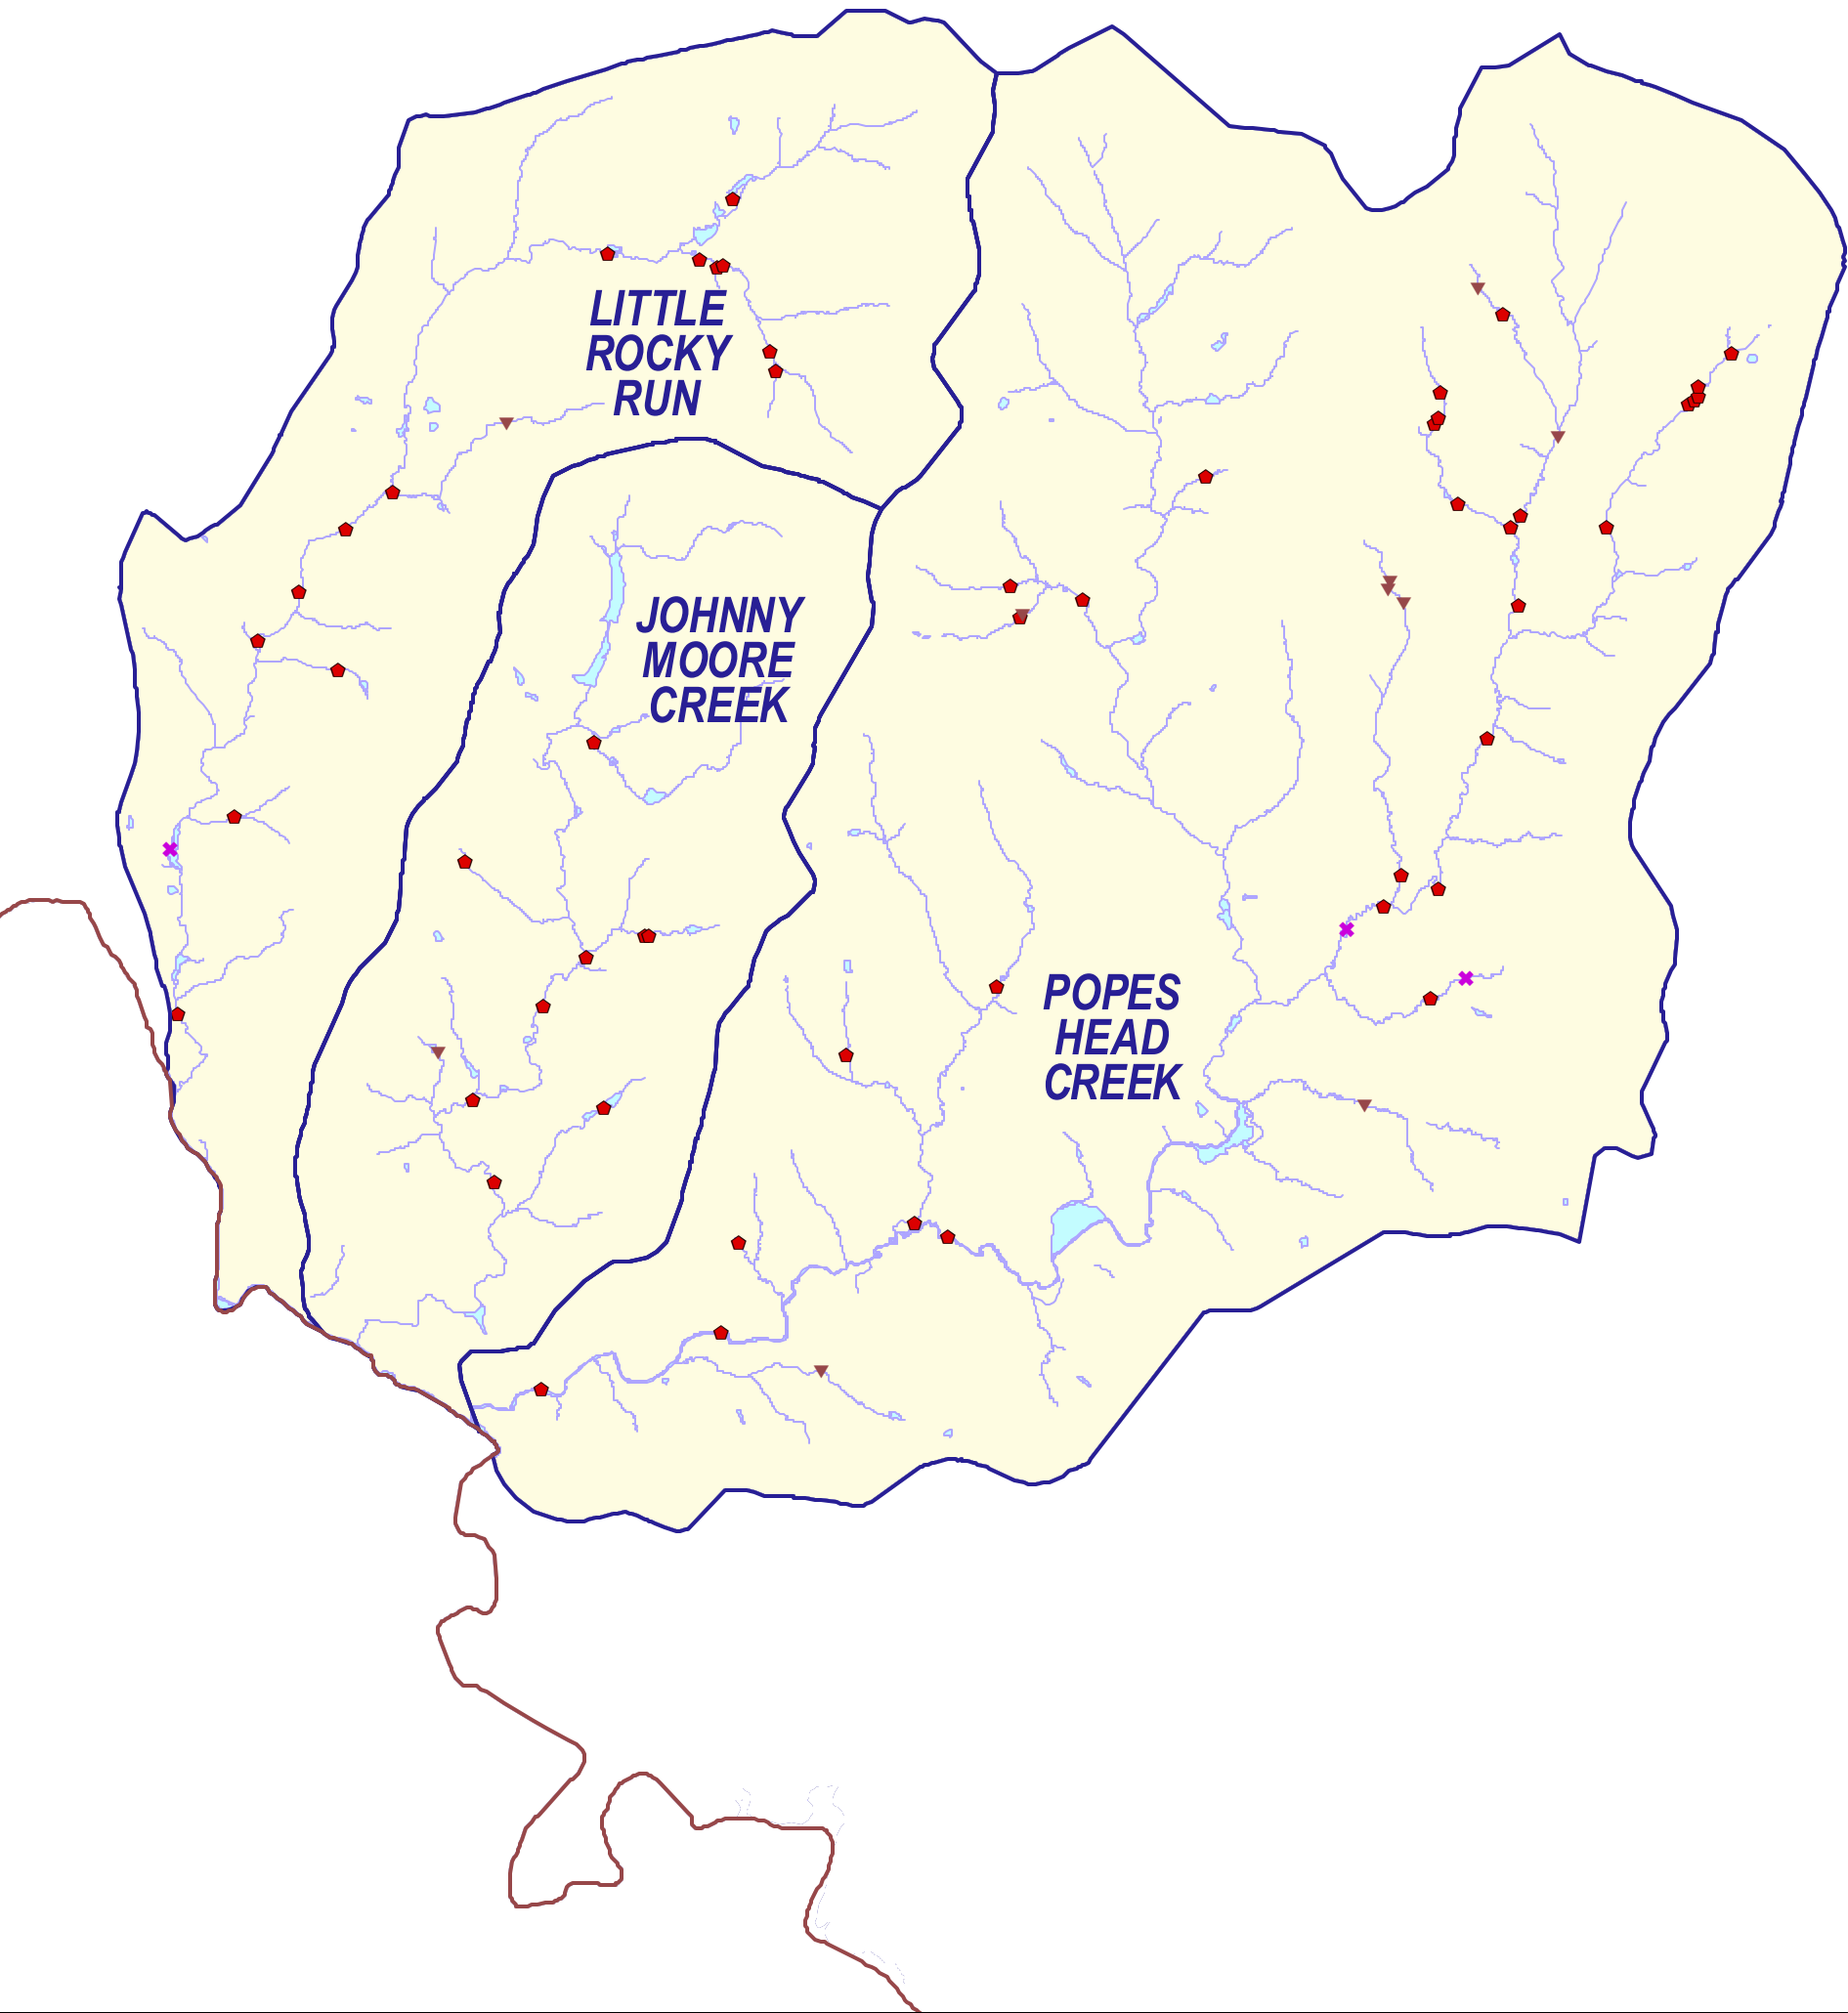 LITTLE
ROCKY
RUN
JOHNNY
MOORE
CREEK
POPES
HEAD
CREEK